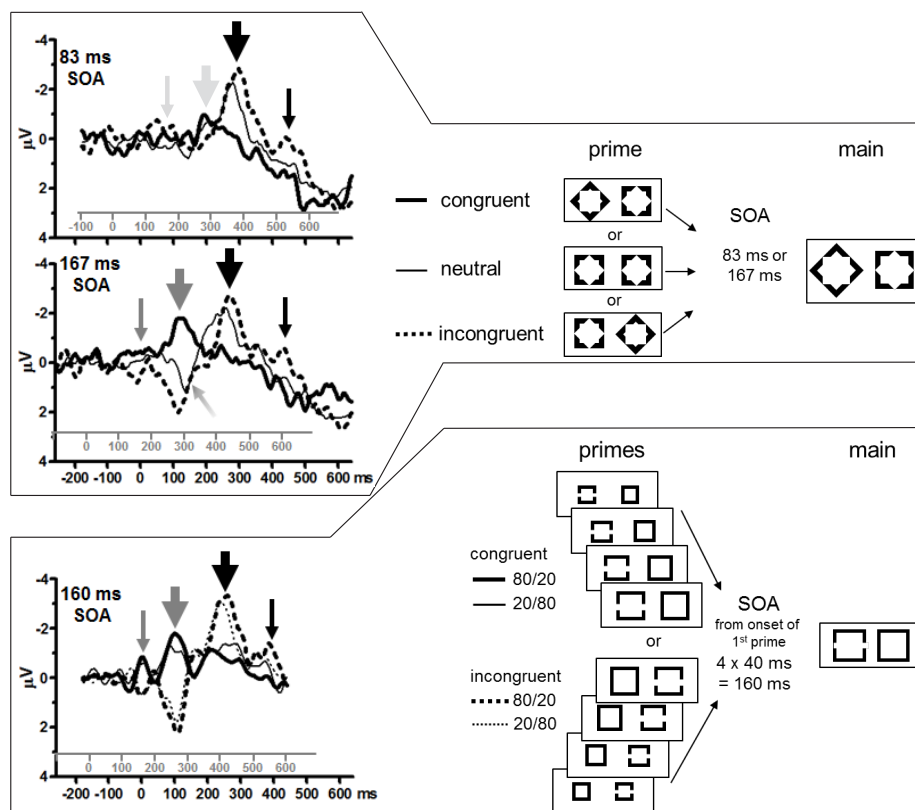 -4
-2
0
2
4
µV
83 ms
SOA
-100 0 100 200 300 400 500 600
-4
-2
0
2
4
µV
167 ms
SOA
0 100 200 300 400 500 600
-200 -100 0 100 200 300 400 500 600 ms
congruent
neutral
incongruent
prime
or
or
SOA
83 ms or
167 ms
main
-4
-2
0
2
4
µV
160 ms
SOA
0 100 200 300 400 500 600
-200 -100 0 100 200 300 400 500 600 ms
primes
main
congruent
80/20
20/80
or
incongruent
80/20
20/80
SOA
from onset of
1st prime
4 x 40 ms
= 160 ms